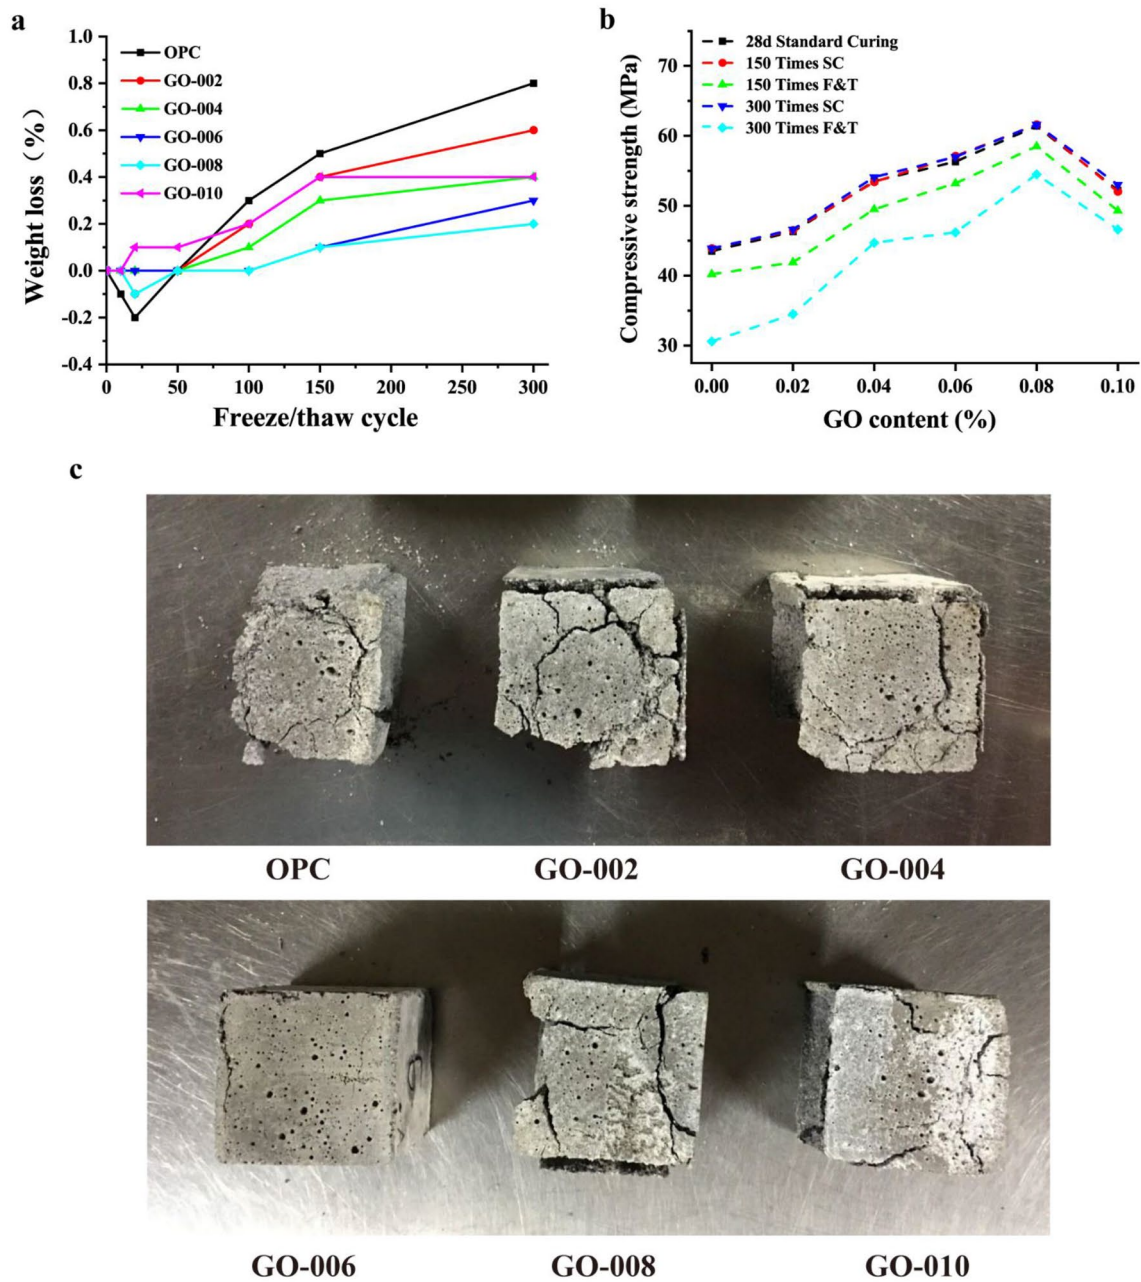 a
1.0
0.8
0.6
0.4
0.2
0.0
-0.2
-0.4
Weight loss（%）
OPC
GO-002
GO-004
GO-006
GO-008
GO-010
0 50 100 150 200 250 300
Freeze/thaw cycle
b
70
60
50
40
30
Compressive strength (MPa)
28d Standard Curing
150 Times SC
150 Times F&T
300 Times SC
300 Times F&T
0.00 0.02 0.04 0.06 0.08 0.10
GO content (%)
c
OPC GO-002 GO-004
GO-006 GO-008 GO-010